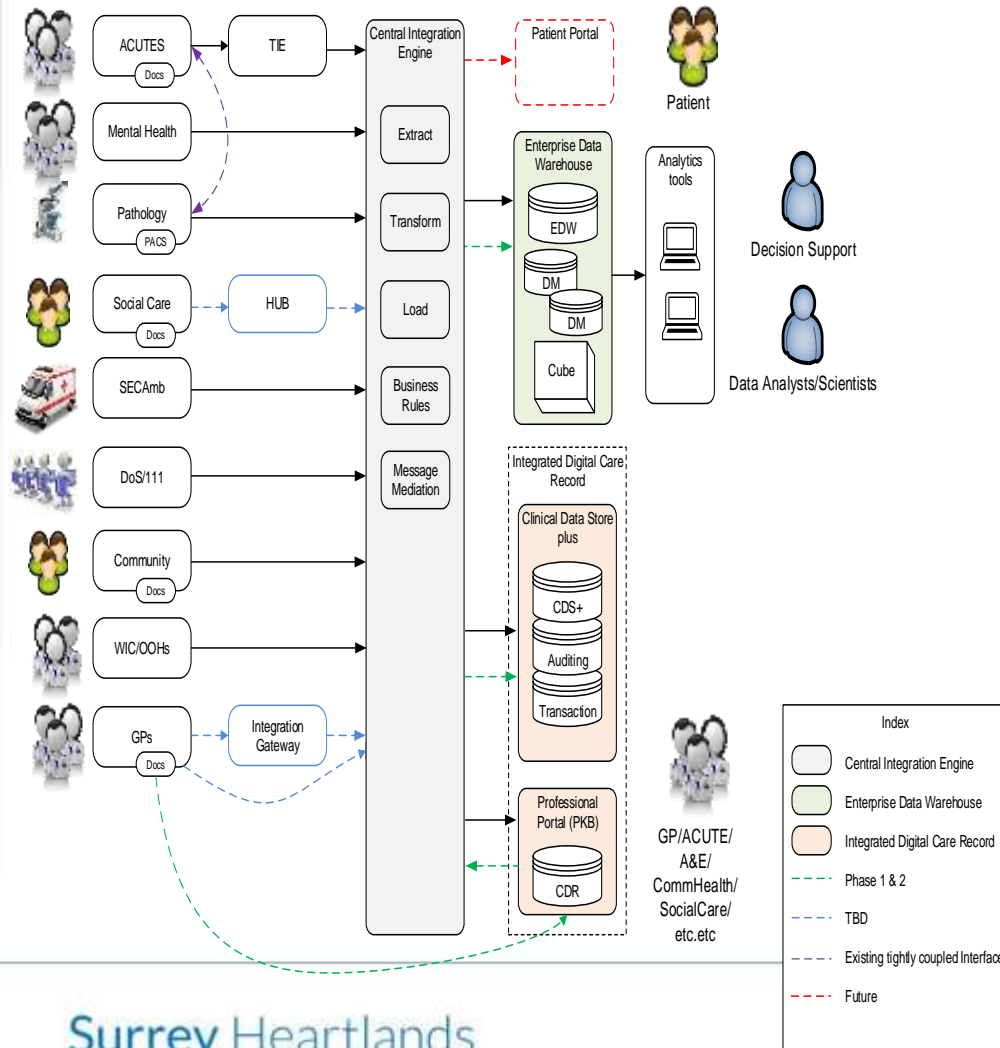 ACUTES
Docs
TIE
Central Integration
Engine
Patient Portal
Patient
Mental Health
Extract
Enterprise Data
Warehouse
Analytics
tools
Pathology
PACS
Transform
EDW
DM
DM
Cube
Decision Support
Social Care
Docs
HUB
Load
Data Analysts/Scientists
SECAmb
Business
Rules
DoS/111
Message
Mediation
Integrated Digital Care
Record
Clinical Data Store
plus
CDS+
Auditing
Transaction
Community
Docs
WIC/OOHs
GPs
Docs
Integration
Gateway
Professional
Portal (PKB)
CDR
GP/ACUTE/
A&E/
CommHealth/
SocialCare/
etc.etc
Index
Central Integration Engine
Enterprise Data Warehouse
Integrated Digital Care Record
Phase 1 & 2
TBD
Existing tightly coupled Interface
Future
Surrey Heartlands